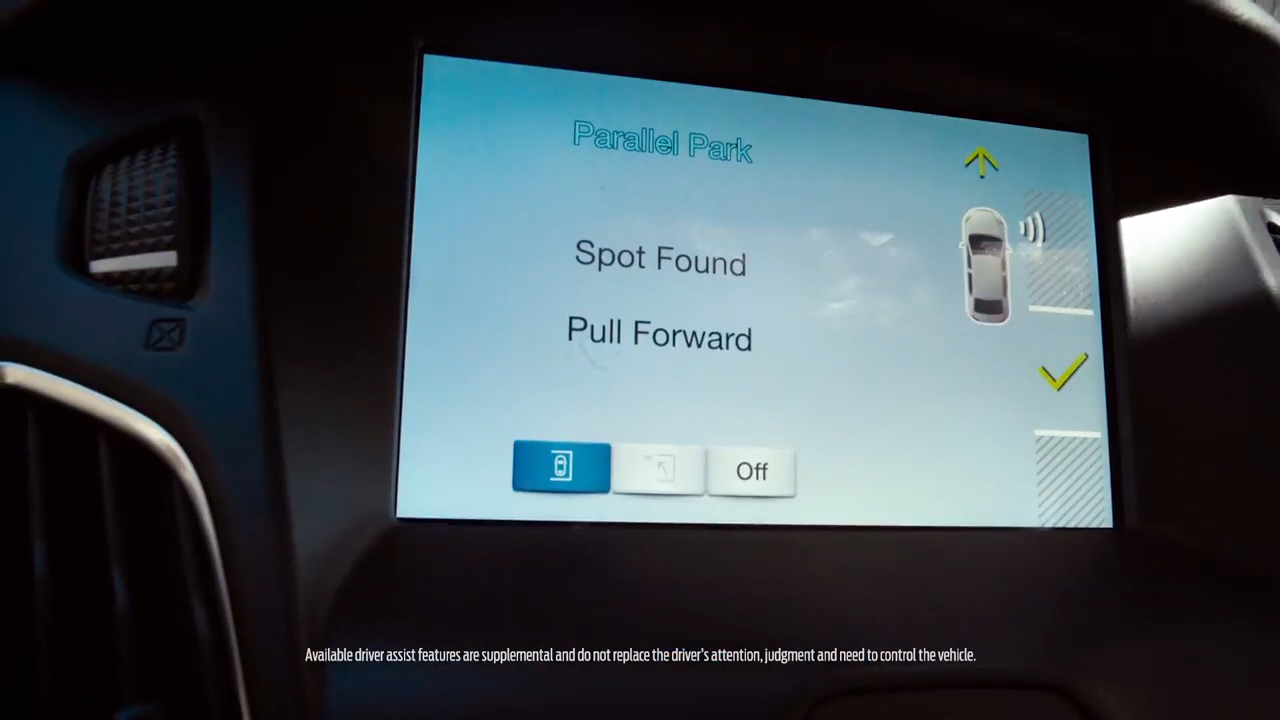 Parallel Park
Spot Found
Pull Forward
Off
Available driver assist features are supplemental and do not replace the driver's attention, judgment and need to control the vehicle.